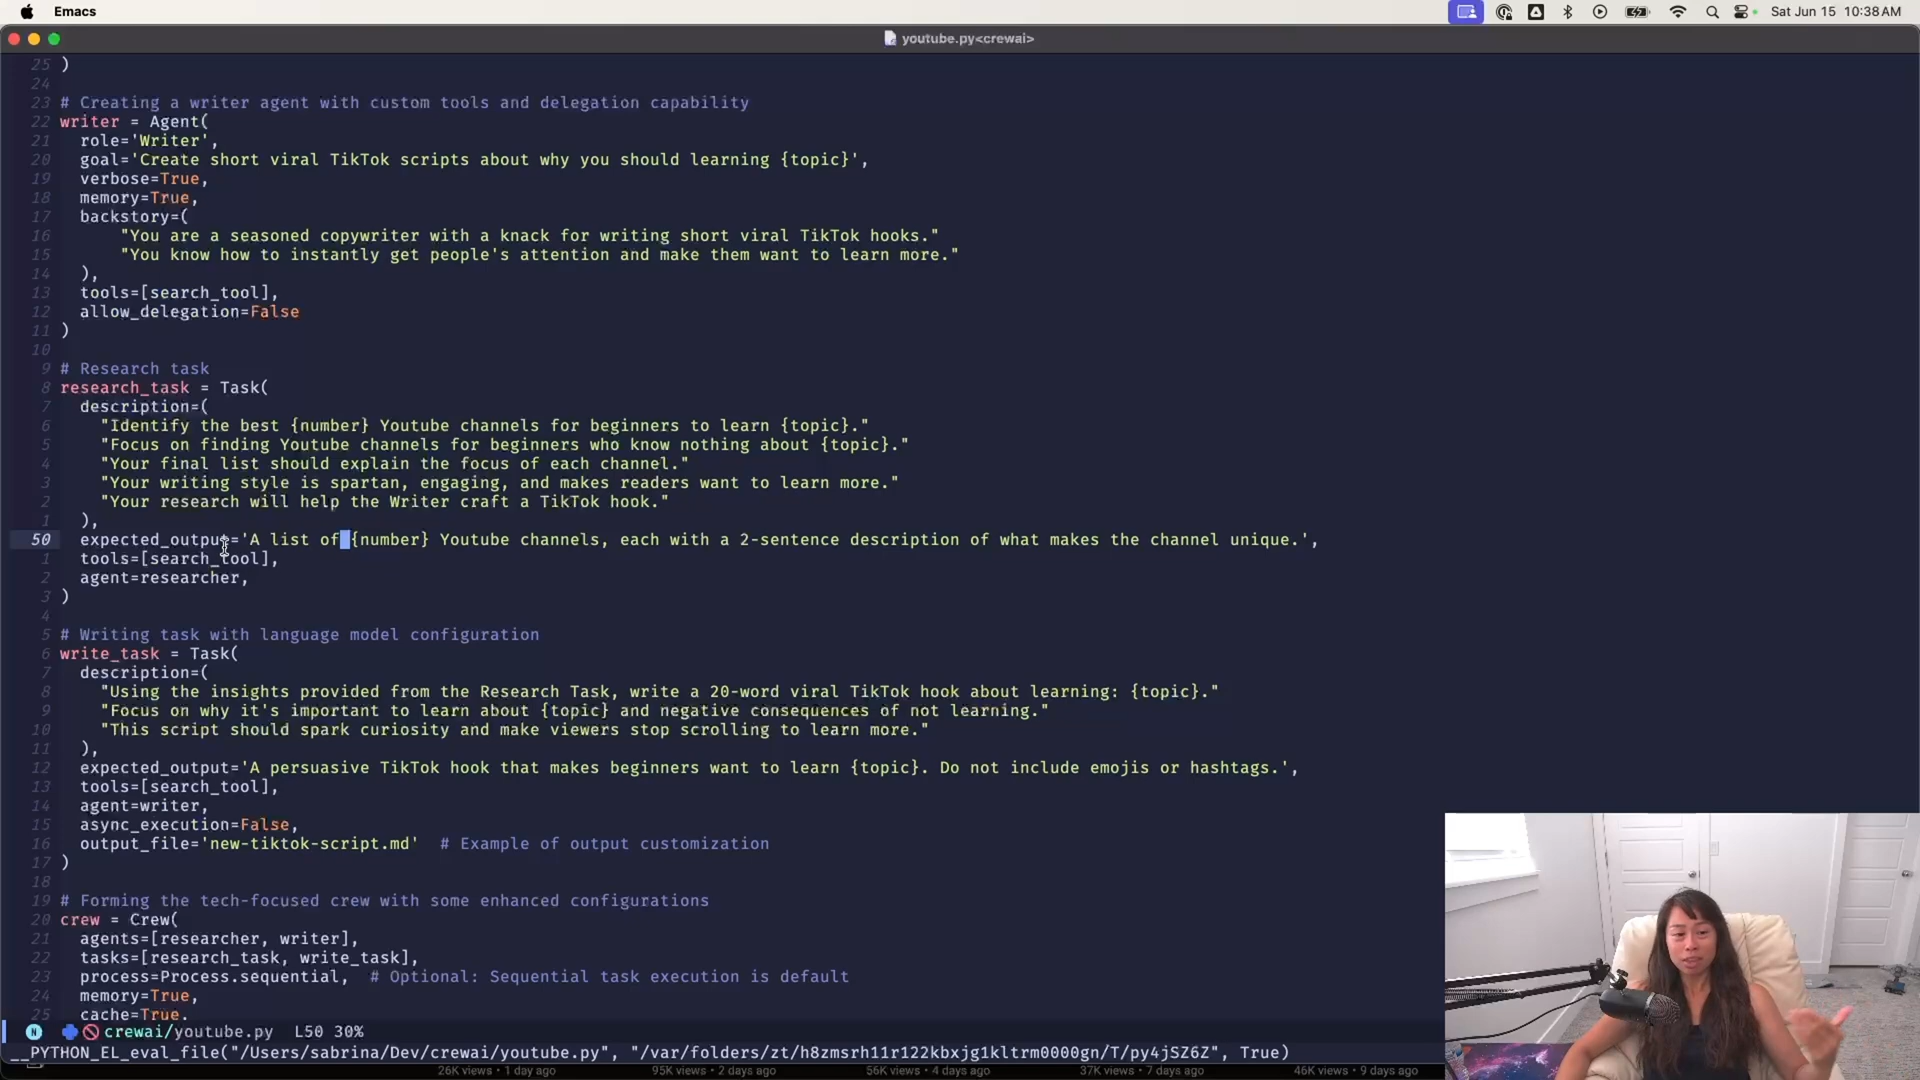 Emacs
Sat Jun 15 10:38 AM
youtube.py<crewai>
25 )
24
23 # Creating a writer agent with custom tools and delegation capability
22 writer = Agent(
21 role='Writer',
20 goal='Create short viral TikTok scripts about why you should learning {topic}',
19 verbose=True,
18 memory=True,
17 backstory=(
16 "You are a seasoned copywriter with a knack for writing short viral TikTok hooks."
15 "You know how to instantly get people's attention and make them want to learn more."
14 ),
13 tools=[search_tool],
12 allow_delegation=False
11 )
10
9 # Research task
8 research_task = Task(
7 description=(
6 "Identify the best {number} Youtube channels for beginners to learn {topic}."
5 "Focus on finding Youtube channels for beginners who know nothing about {topic}."
4 "Your final list should explain the focus of each channel."
3 "Your writing style is spartan, engaging, and makes readers want to learn more."
2 "Your research will help the Writer craft a TikTok hook."
1 ),
50 expected_output='A list of {number} Youtube channels, each with a 2-sentence description of what makes the channel unique.',
1 tools=[search_tool],
2 agent=researcher,
3 )
4
5 # Writing task with language model configuration
6 write_task = Task(
7 description=(
8 "Using the insights provided from the Research Task, write a 20-word viral TikTok hook about learning: {topic}."
9 "Focus on why it's important to learn about {topic} and negative consequences of not learning."
10 "This script should spark curiosity and make viewers stop scrolling to learn more."
11 ),
12 expected_output='A persuasive TikTok hook that makes beginners want to learn {topic}. Do not include emojis or hashtags.',
13 tools=[search_tool],
14 agent=writer,
15 async_execution=False,
16 output_file='new-tiktok-script.md' # Example of output customization
17 )
18
19 # Forming the tech-focused crew with some enhanced configurations
20 crew = Crew(
21 agents=[researcher, writer],
22 tasks=[research_task, write_task],
23 process=Process.sequential, # Optional: Sequential task execution is default
24 memory=True,
25 cache=True,
N crewai/youtube.py L50 30%
__PYTHON_EL_eval_file("/Users/sabrina/Dev/crewai/youtube.py", "/var/folders/zt/h8zmsrh11r122kbxjg1kltrm0000gn/T/py4jSZ6Z", True)
26K views • 1 day ago 95K views • 2 days ago 56K views • 4 days ago 37K views • 7 days ago 46K views • 9 days ago